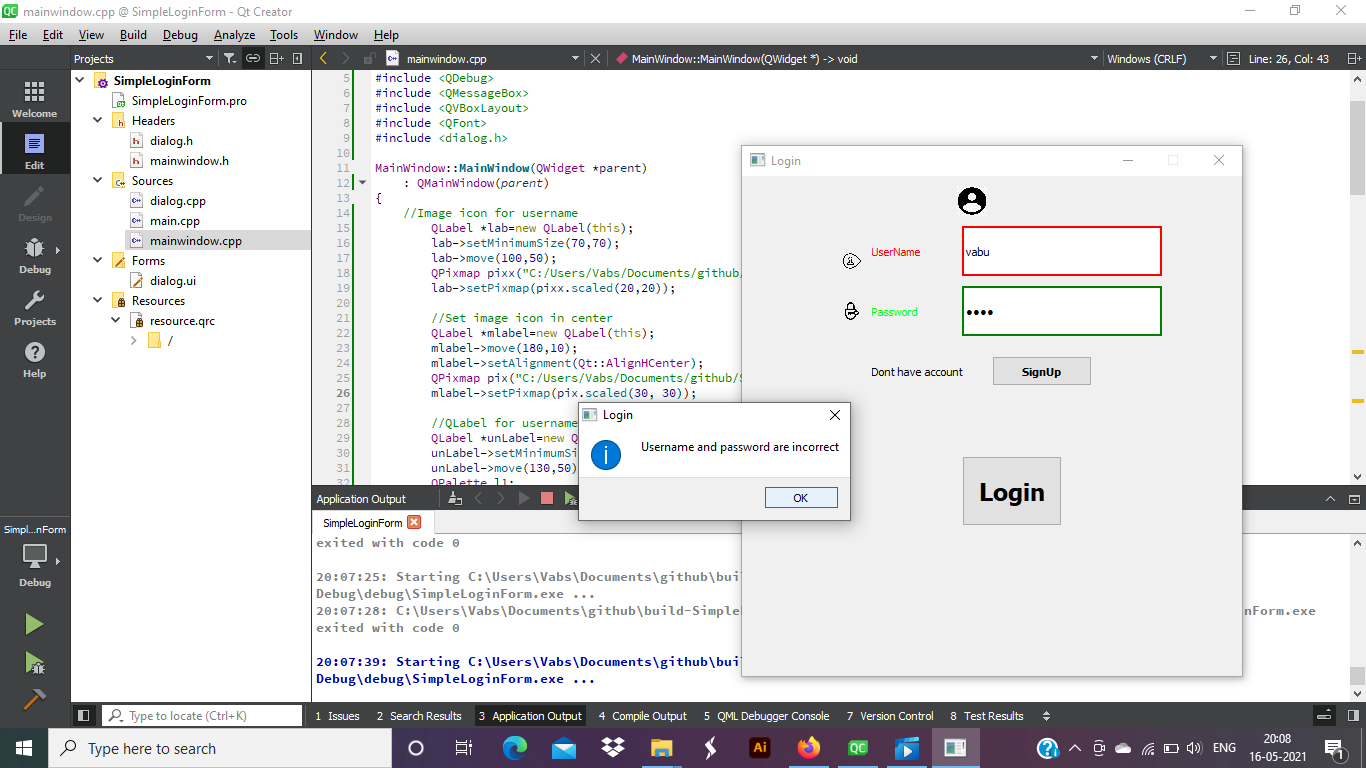 mainwindow.cpp @ SimpleLoginForm - Qt Creator
File Edit View Build Debug Analyze Tools Window Help
Projects
mainwindow.cpp
MainWindow::MainWindow(QWidget *) -> void
Windows (CRLF)
Line: 26, Col: 43
Welcome
Edit
Design
Debug
Projects
Help
Simpl...nForm
Debug
SimpleLoginForm
SimpleLoginForm.pro
Headers
dialog.h
mainwindow.h
Sources
dialog.cpp
main.cpp
mainwindow.cpp
Forms
dialog.ui
Resources
resource.qrc
/
5 #include <QDebug>
6 #include <QMessageBox>
7 #include <QVBoxLayout>
8 #include <QFont>
9 #include <dialog.h>
10
11 MainWindow::MainWindow(QWidget *parent)
12 : QMainWindow(parent)
13 {
14 //Image icon for username
15 QLabel *lab=new QLabel(this);
16 lab->setMinimumSize(70,70);
17 lab->move(100,50);
18 QPixmap pixx("C:/Users/Vabs/Documents/github/
19 lab->setPixmap(pixx.scaled(20,20));
20
21 //Set image icon in center
22 QLabel *mlabel=new QLabel(this);
23 mlabel->move(180,10);
24 mlabel->setAlignment(Qt::AlignHCenter);
25 QPixmap pix("C:/Users/Vabs/Documents/github/S
26 mlabel->setPixmap(pix.scaled(30, 30));
27
28 //QLabel for username
29 QLabel *unLabel=new Q
30 unLabel->setMinimumSi
31 unLabel->move(130,50)
32 QPalette l1;
Login
UserName
vabu
Password
Dont have account
SignUp
Login
Login
Username and password are incorrect
OK
Application Output
SimpleLoginForm
exited with code 0
20:07:25: Starting C:\Users\Vabs\Documents\github\bui
Debug\debug\SimpleLoginForm.exe ...
20:07:28: C:\Users\Vabs\Documents\github\build-Simple nForm.exe
exited with code 0
20:07:39: Starting C:\Users\Vabs\Documents\github\bui
Debug\debug\SimpleLoginForm.exe ...
Type to locate (Ctrl+K)
1 Issues
2 Search Results
3 Application Output
4 Compile Output
5 QML Debugger Console
7 Version Control
8 Test Results
Type here to search
Ai
QC
ENG
20:08
16-05-2021
1